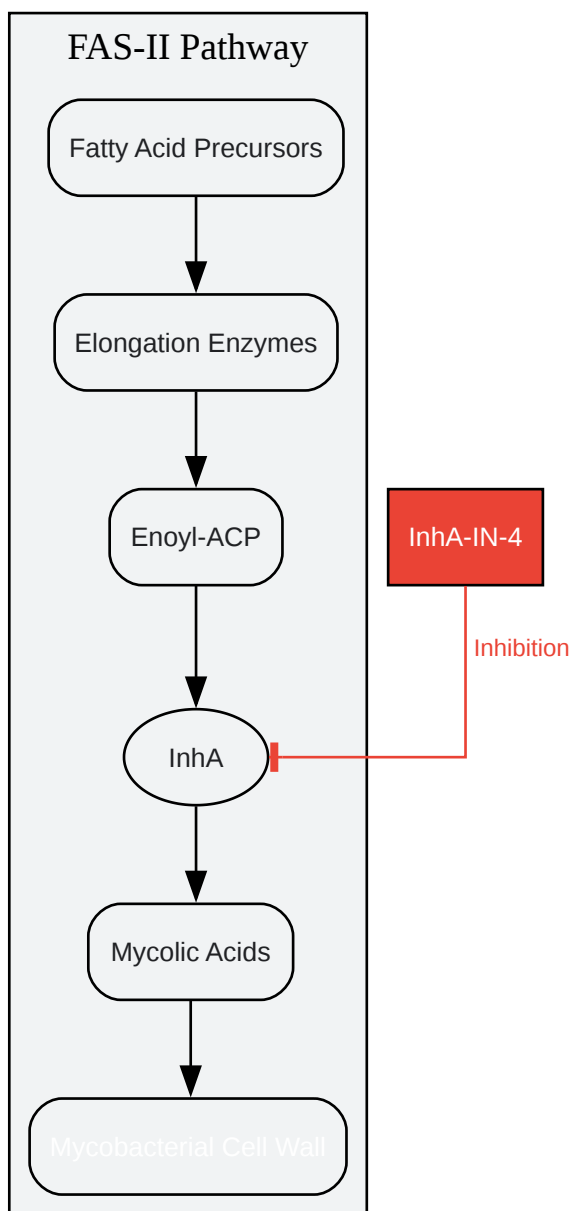 FAS-II Pathway
Fatty Acid Precursors
Elongation Enzymes
Enoyl-ACP
InhA-IN-4
Inhibition
InhA
Mycolic Acids
Mycobacterial Cell Wall